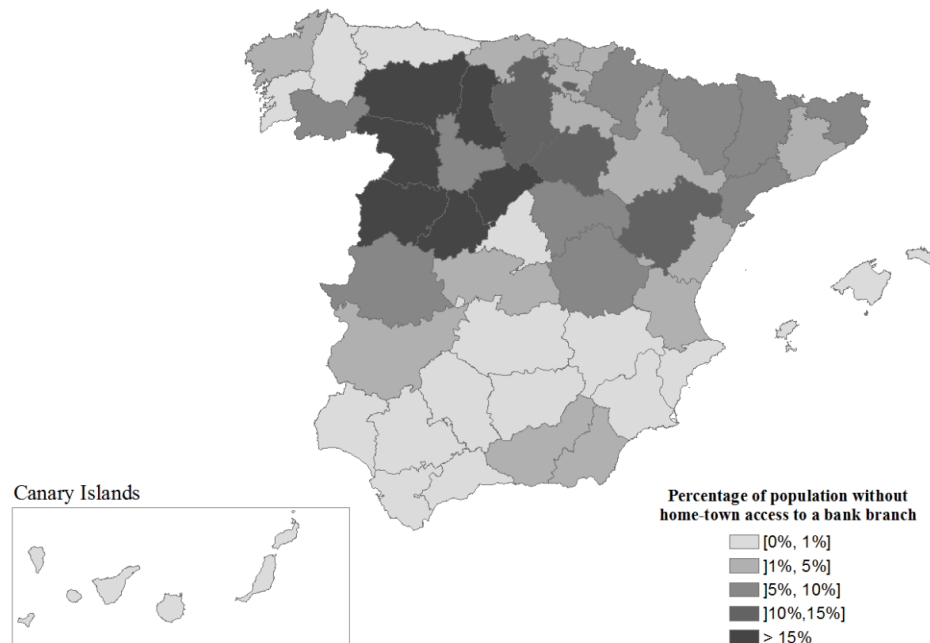 Canary Islands
Percentage of population without
home-town access to a bank branch
]0%, 1%]
]1%, 5%]
]5%, 10%]
]10%,15%]
> 15%